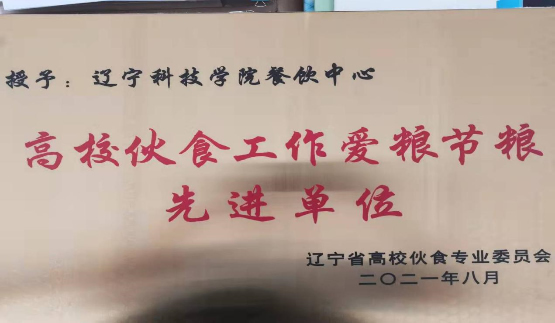 授予：辽宁科技学院餐饮中心
高校伙食工作爱粮节粮
先进单位
辽宁省高校伙食专业委员会
二〇二一年八月